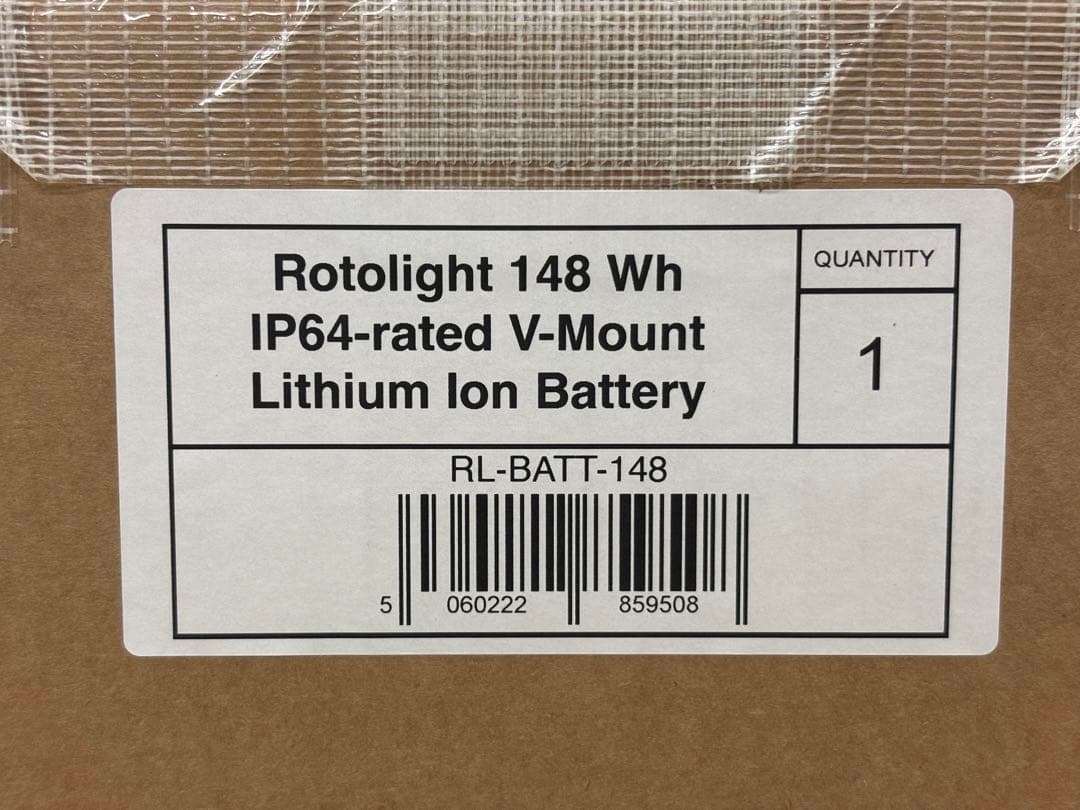 Rotolight 148 Wh
IP64-rated V-Mount
Lithium Ion Battery
QUANTITY
1
RL-BATT-148
5 060222 859508